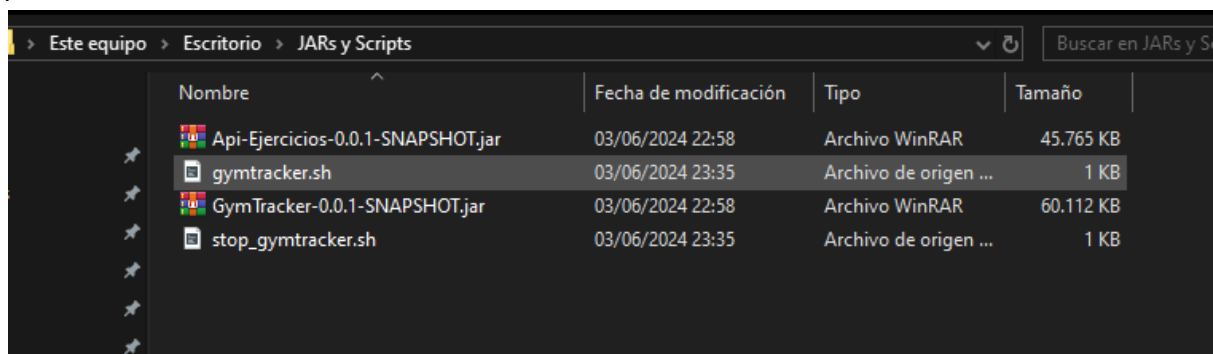 Este equipo > Escritorio > JARs y Scripts Buscar en JARs y
Nombre Fecha de modificación Tipo Tamaño
Api-Ejercicios-0.0.1-SNAPSHOT.jar 03/06/2024 22:58 Archivo WinRAR 45.765 KB
gymtracker.sh 03/06/2024 23:35 Archivo de origen ... 1 KB
GymTracker-0.0.1-SNAPSHOT.jar 03/06/2024 22:58 Archivo WinRAR 60.112 KB
stop_gymtracker.sh 03/06/2024 23:35 Archivo de origen ... 1 KB